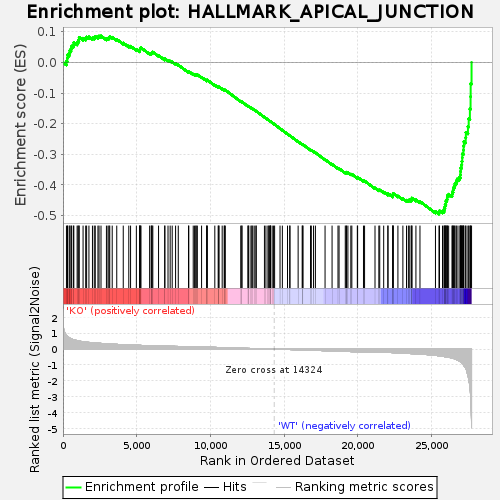 Enrichment plot: HALLMARK_APICAL_JUNCTION
Enrichment score (ES)
0.1
0.0
-0.1
-0.2
-0.3
-0.4
-0.5
Ranked list metric (Signal2Noise)
'KO' (positively correlated)
2
1
0
-1
-2
-3
-4
-5
Zero cross at 14324
'WT' (negatively correlated)
0
5,000
10,000
15,000
20,000
25,000
Rank in Ordered Dataset
Enrichment profile
Hits
Ranking metric scores